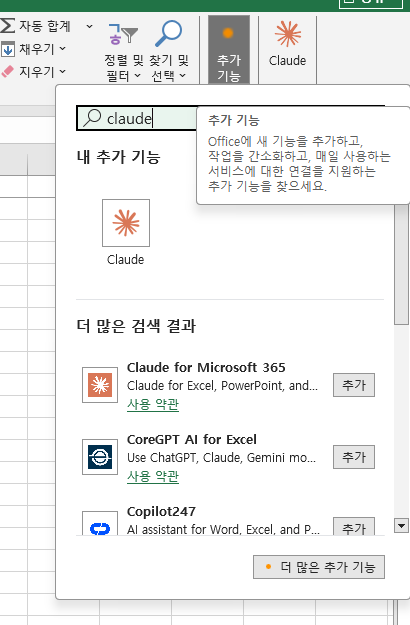 자동 합계
채우기
지우기
정렬 및
필터
찾기 및
선택
추가
기능
Claude
claude
추가 기능
Office에 새 기능을 추가하고,
작업을 간소화하고, 매일 사용하는
서비스에 대한 연결을 지원하는
추가 기능을 찾으세요.
내 추가 기능
Claude
더 많은 검색 결과
Claude for Microsoft 365
Claude for Excel, PowerPoint, and...
사용 약관
추가
CoreGPT AI for Excel
Use ChatGPT, Claude, Gemini mo...
사용 약관
추가
Copilot247
AI assistant for Word, Excel, and P...
추가
더 많은 추가 기능